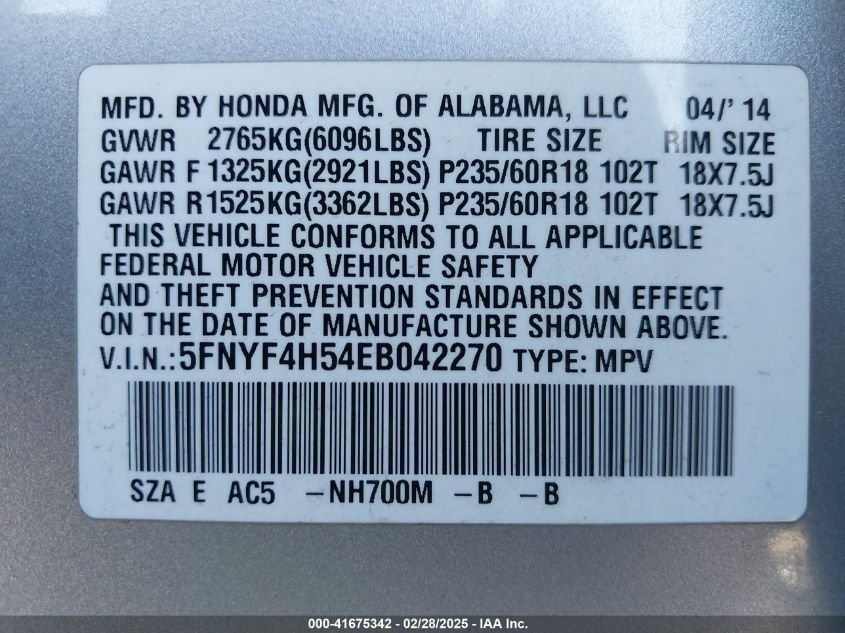 MFD. BY HONDA MFG. OF ALABAMA, LLC 04/' 14
GVWR 2765KG(6096LBS) TIRE SIZE RIM SIZE
GAWR F 1325KG(2921LBS) P235/60R18 102T 18X7.5J
GAWR R1525KG(3362LBS) P235/60R18 102T 18X7.5J
THIS VEHICLE CONFORMS TO ALL APPLICABLE
FEDERAL MOTOR VEHICLE SAFETY
AND THEFT PREVENTION STANDARDS IN EFFECT
ON THE DATE OF MANUFACTURE SHOWN ABOVE.
V.I.N.:5FNYF4H54EB042270 TYPE: MPV
SZA E AC5 -NH700M -B -B
000-41675342 - 02/28/2025 - IAA Inc.